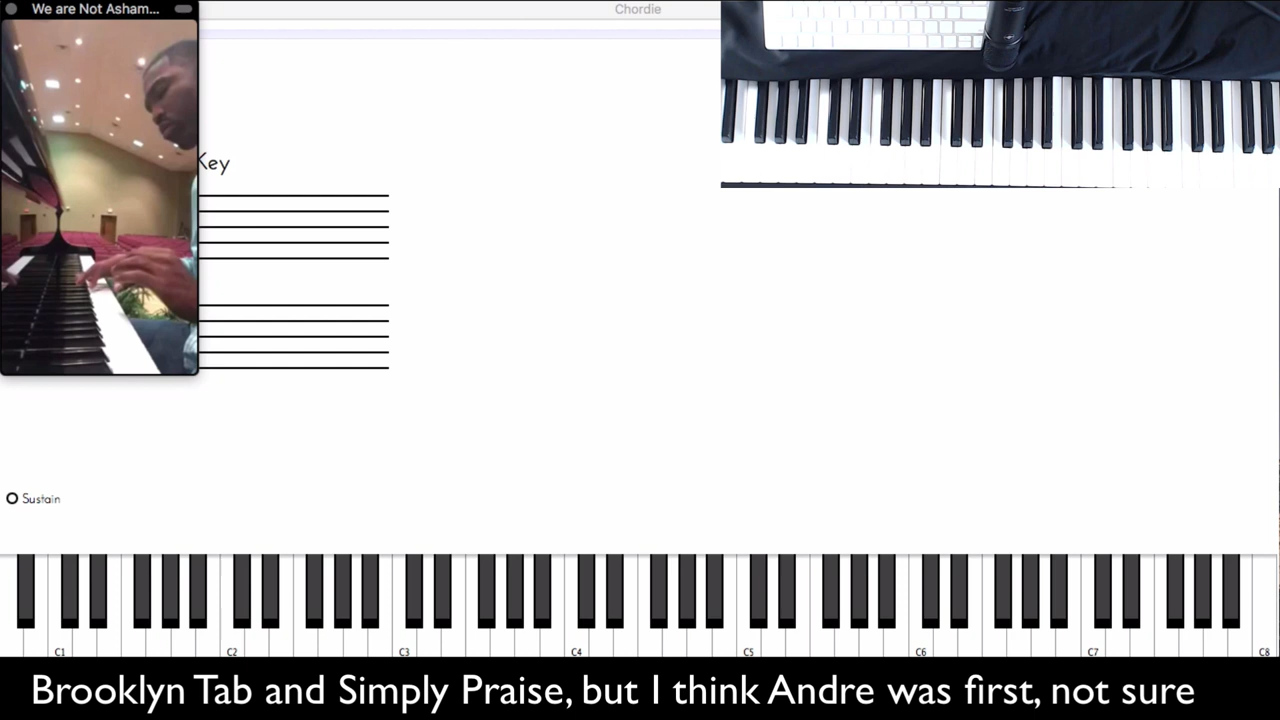 We are Not Asham...
Chordie
Key
Sustain
C1 C2 C3 C4 C5 C6 C7 C8
Brooklyn Tab and Simply Praise, but I think Andre was first, not sure